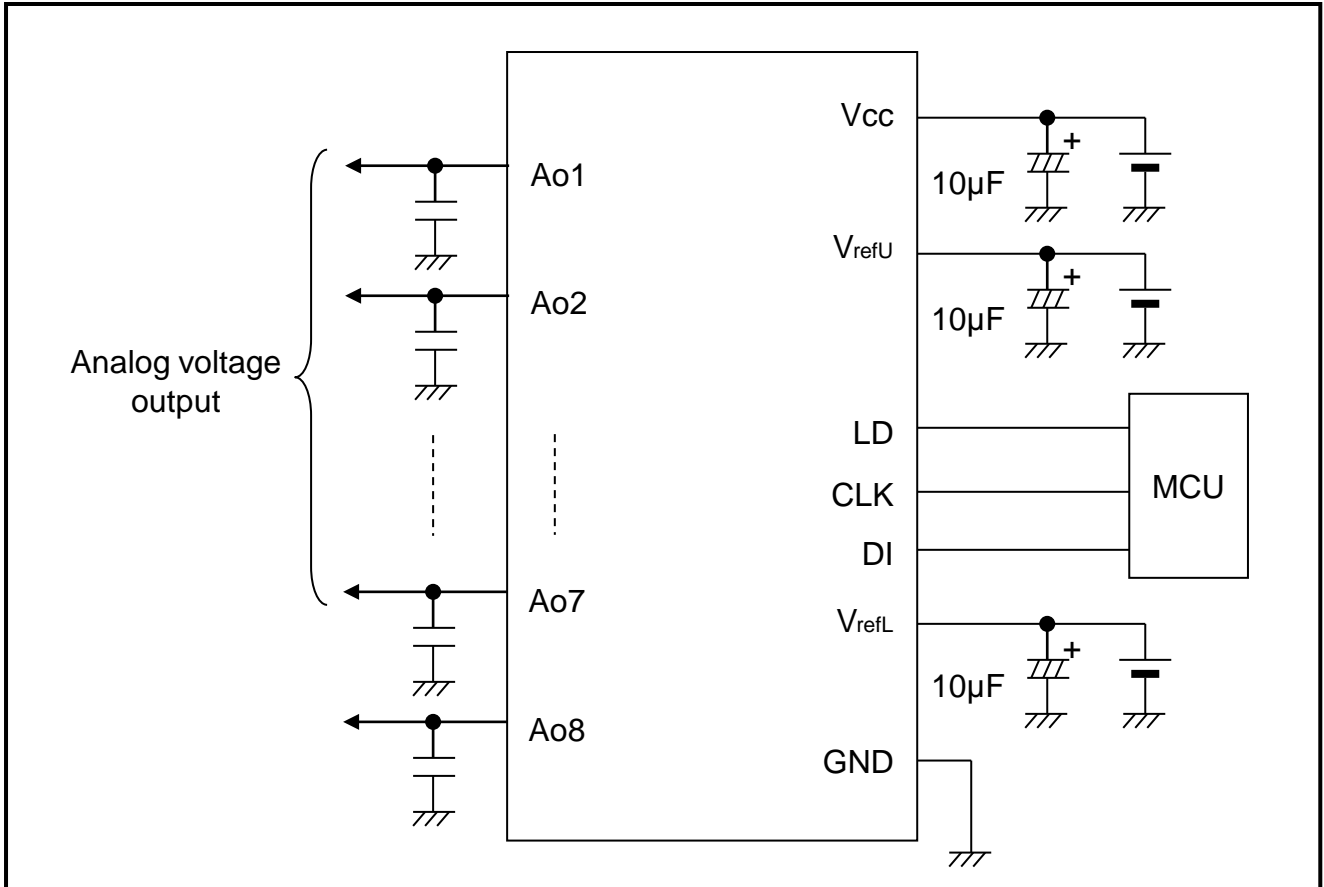 Vcc
+
10µF
Ao1
VrefU
+
10µF
Ao2
Analog voltage
output
LD
CLK
MCU
DI
Ao7
VrefL
+
10µF
Ao8
GND